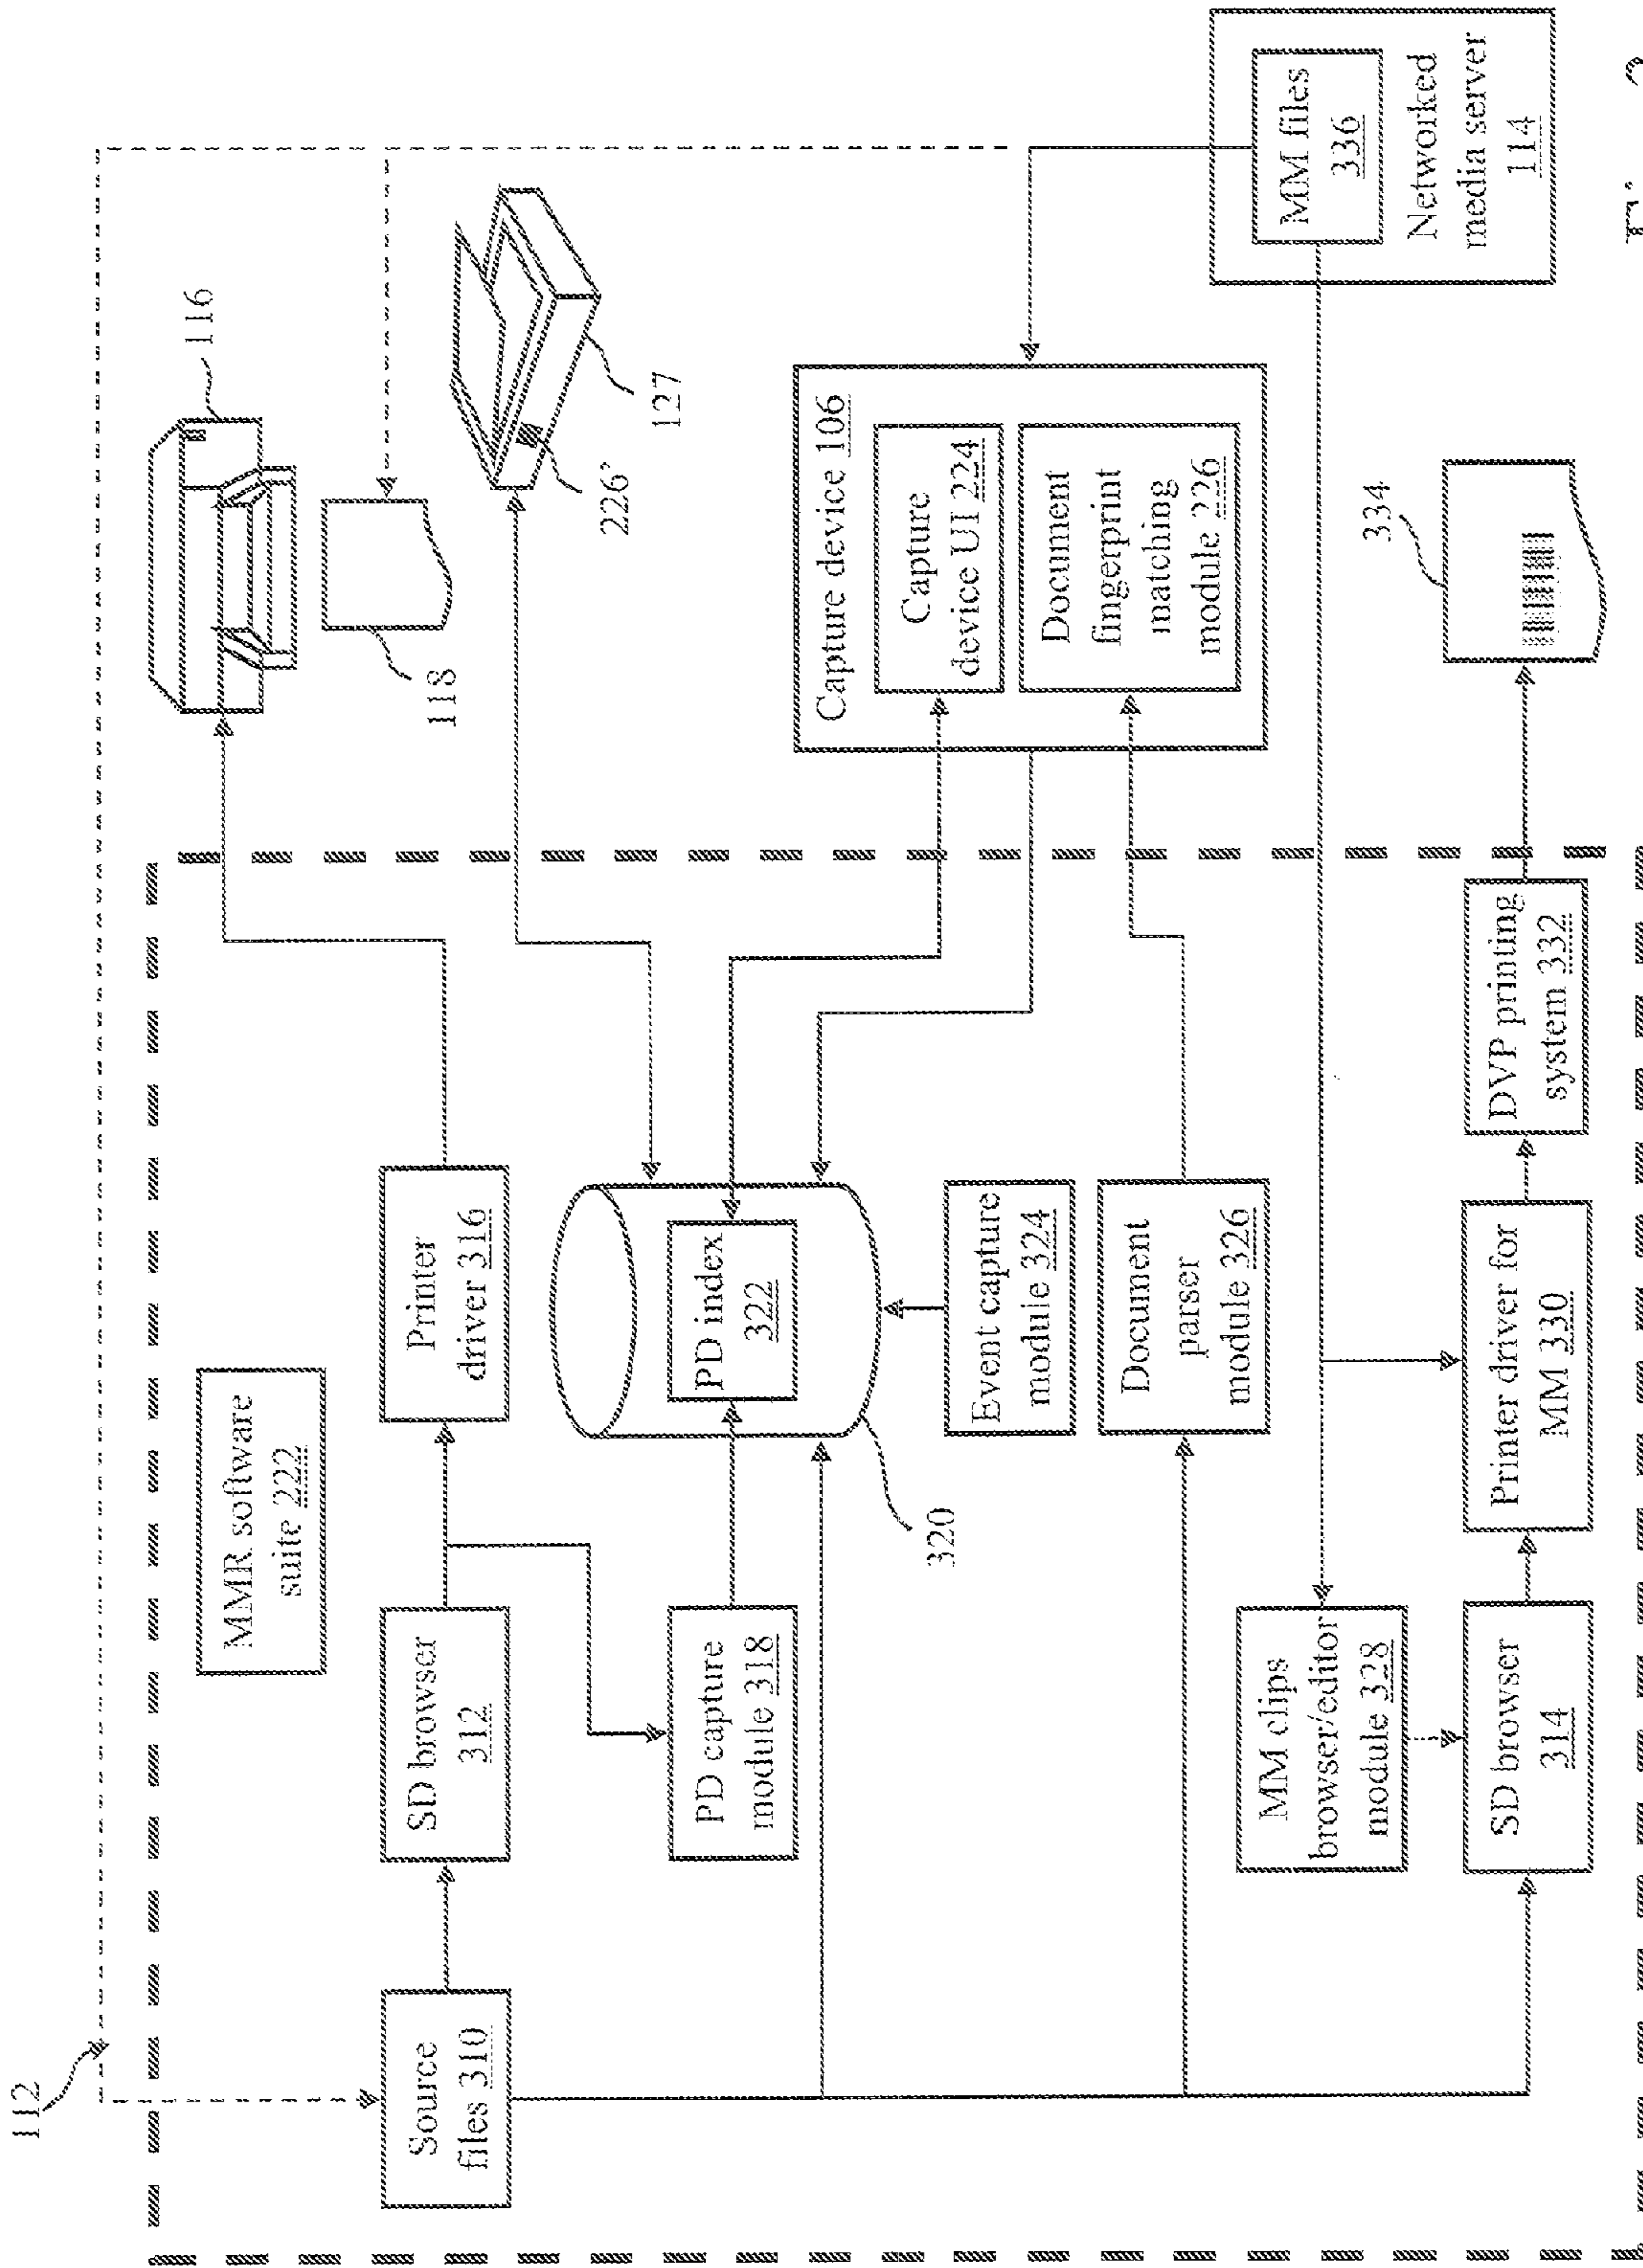 112
MMR software
suite 222
Source
files 310
SD browser
312
Printer
driver 316
116
118
PD capture
module 318
PD index
322
320
226'
127
Event capture
module 324
Document
parser
module 326
Capture device 106
Capture
device UI 224
Document
fingerprint
matching
module 226
MM clips
browser/editor
module 328
SD browser
314
Printer driver for
MM 330
DVP printing
system 332
334
MM files
336
Networked
media server
114